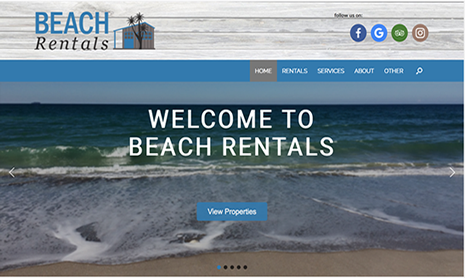 BEACH
Rentals
follow us on:
HOME RENTALS SERVICES ABOUT OTHER
WELCOME TO
BEACH RENTALS
View Properties